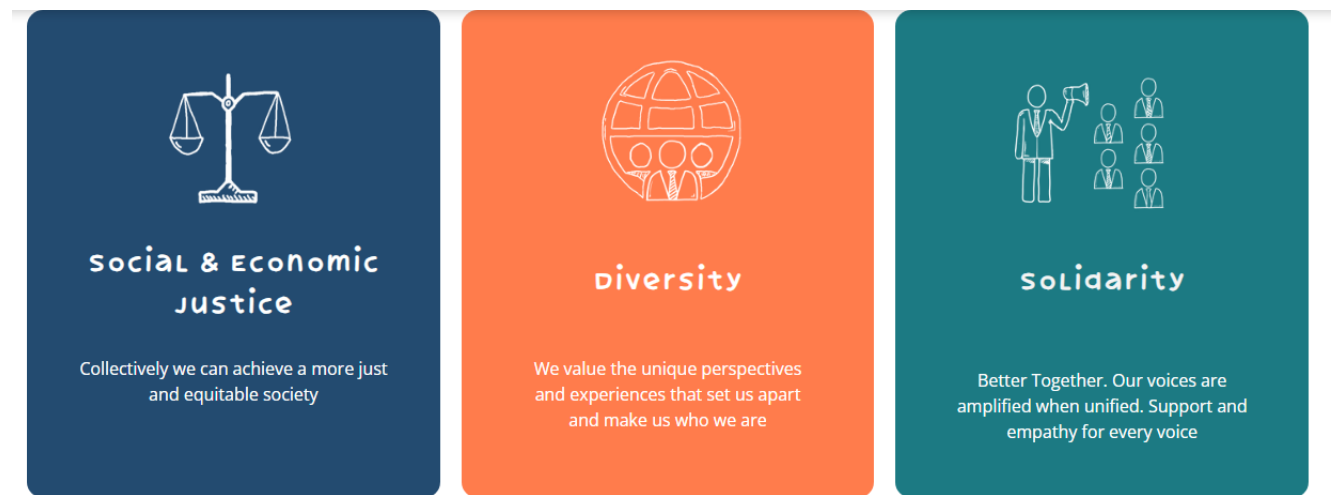 Social & Economic
Justice
Collectively we can achieve a more just
and equitable society
Diversity
We value the unique perspectives
and experiences that set us apart
and make us who we are
Solidarity
Better Together. Our voices are
amplified when unified. Support and
empathy for every voice